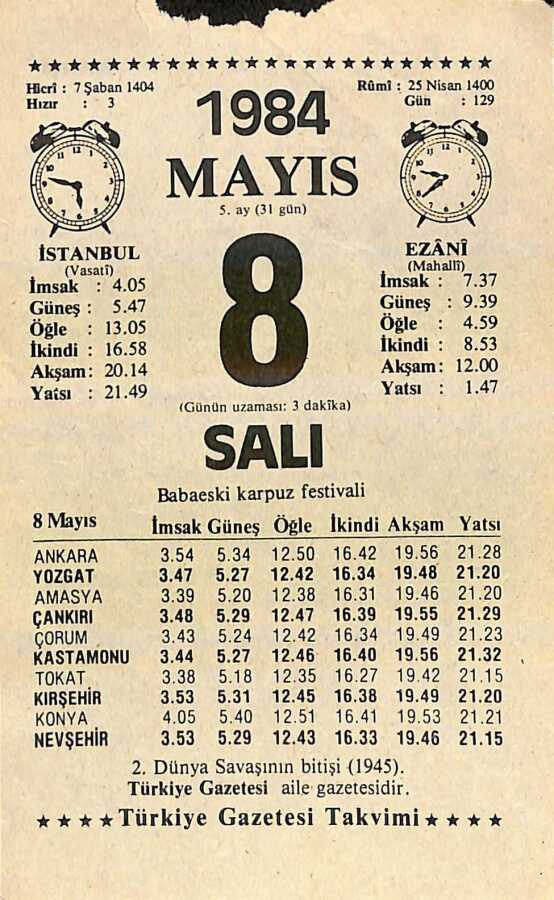 Hicrî : 7 Şaban 1404
Hızır : 3
Rûmî : 25 Nisan 1400
Gün : 129
1984
MAYIS
5. ay (31 gün)
8
(Günün uzaması: 3 dakîka)
SALI
İSTANBUL
(Vasatî)
İmsak : 4.05
Güneş : 5.47
Öğle : 13.05
İkindi : 16.58
Akşam: 20.14
Yatsı : 21.49
EZÂNÎ
(Mahallî)
İmsak : 7.37
Güneş : 9.39
Öğle : 4.59
İkindi : 8.53
Akşam: 12.00
Yatsı : 1.47
Babaeski karpuz festivali
8 Mayıs İmsak Güneş Öğle İkindi Akşam Yatsı
ANKARA 3.54 5.34 12.50 16.42 19.56 21.28
YOZGAT 3.47 5.27 12.42 16.34 19.48 21.20
AMASYA 3.39 5.20 12.38 16.31 19.46 21.20
ÇANKIRI 3.48 5.29 12.47 16.39 19.55 21.29
ÇORUM 3.43 5.24 12.42 16.34 19.49 21.23
KASTAMONU 3.44 5.27 12.46 16.40 19.56 21.32
TOKAT 3.38 5.18 12.35 16.27 19.42 21.15
KIRŞEHİR 3.53 5.31 12.45 16.38 19.49 21.20
KONYA 4.05 5.40 12.51 16.41 19.53 21.21
NEVŞEHİR 3.53 5.29 12.43 16.33 19.46 21.15
2. Dünya Savaşının bitişi (1945).
Türkiye Gazetesi aile gazetesidir.
★ ★ ★ ★ Türkiye Gazetesi Takvimi ★ ★ ★ ★